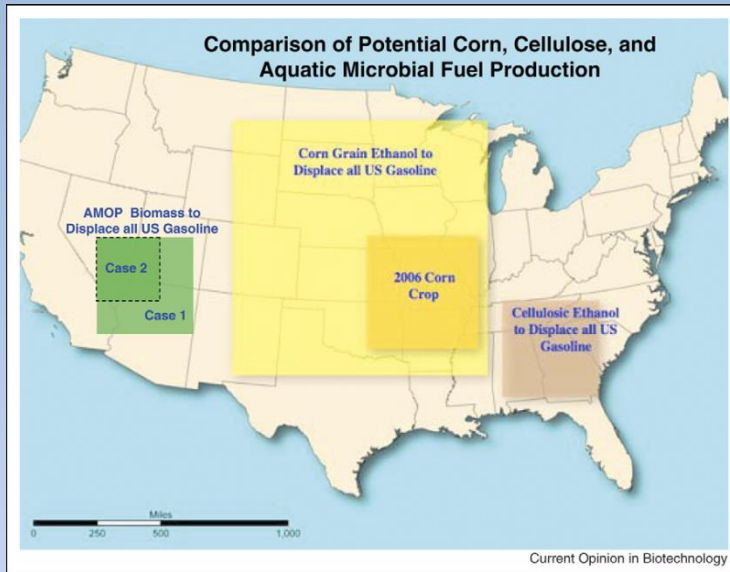 Comparison of Potential Corn, Cellulose, and
Aquatic Microbial Fuel Production
Corn Grain Ethanol to
Displace all US Gasoline
AMOP Biomass to
Displace all US Gasoline
Case 2
Case 1
2006 Corn
Crop
Cellulosic Ethanol
to Displace all US
Gasoline
Miles
0 250 500 1,000
Current Opinion in Biotechnology